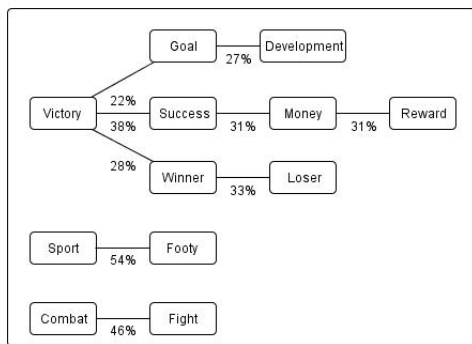 Goal Development
27%
22%
Victory Success Money Reward
38% 31% 31%
28%
Winner Loser
33%
Sport Footy
54%
Combat Fight
46%